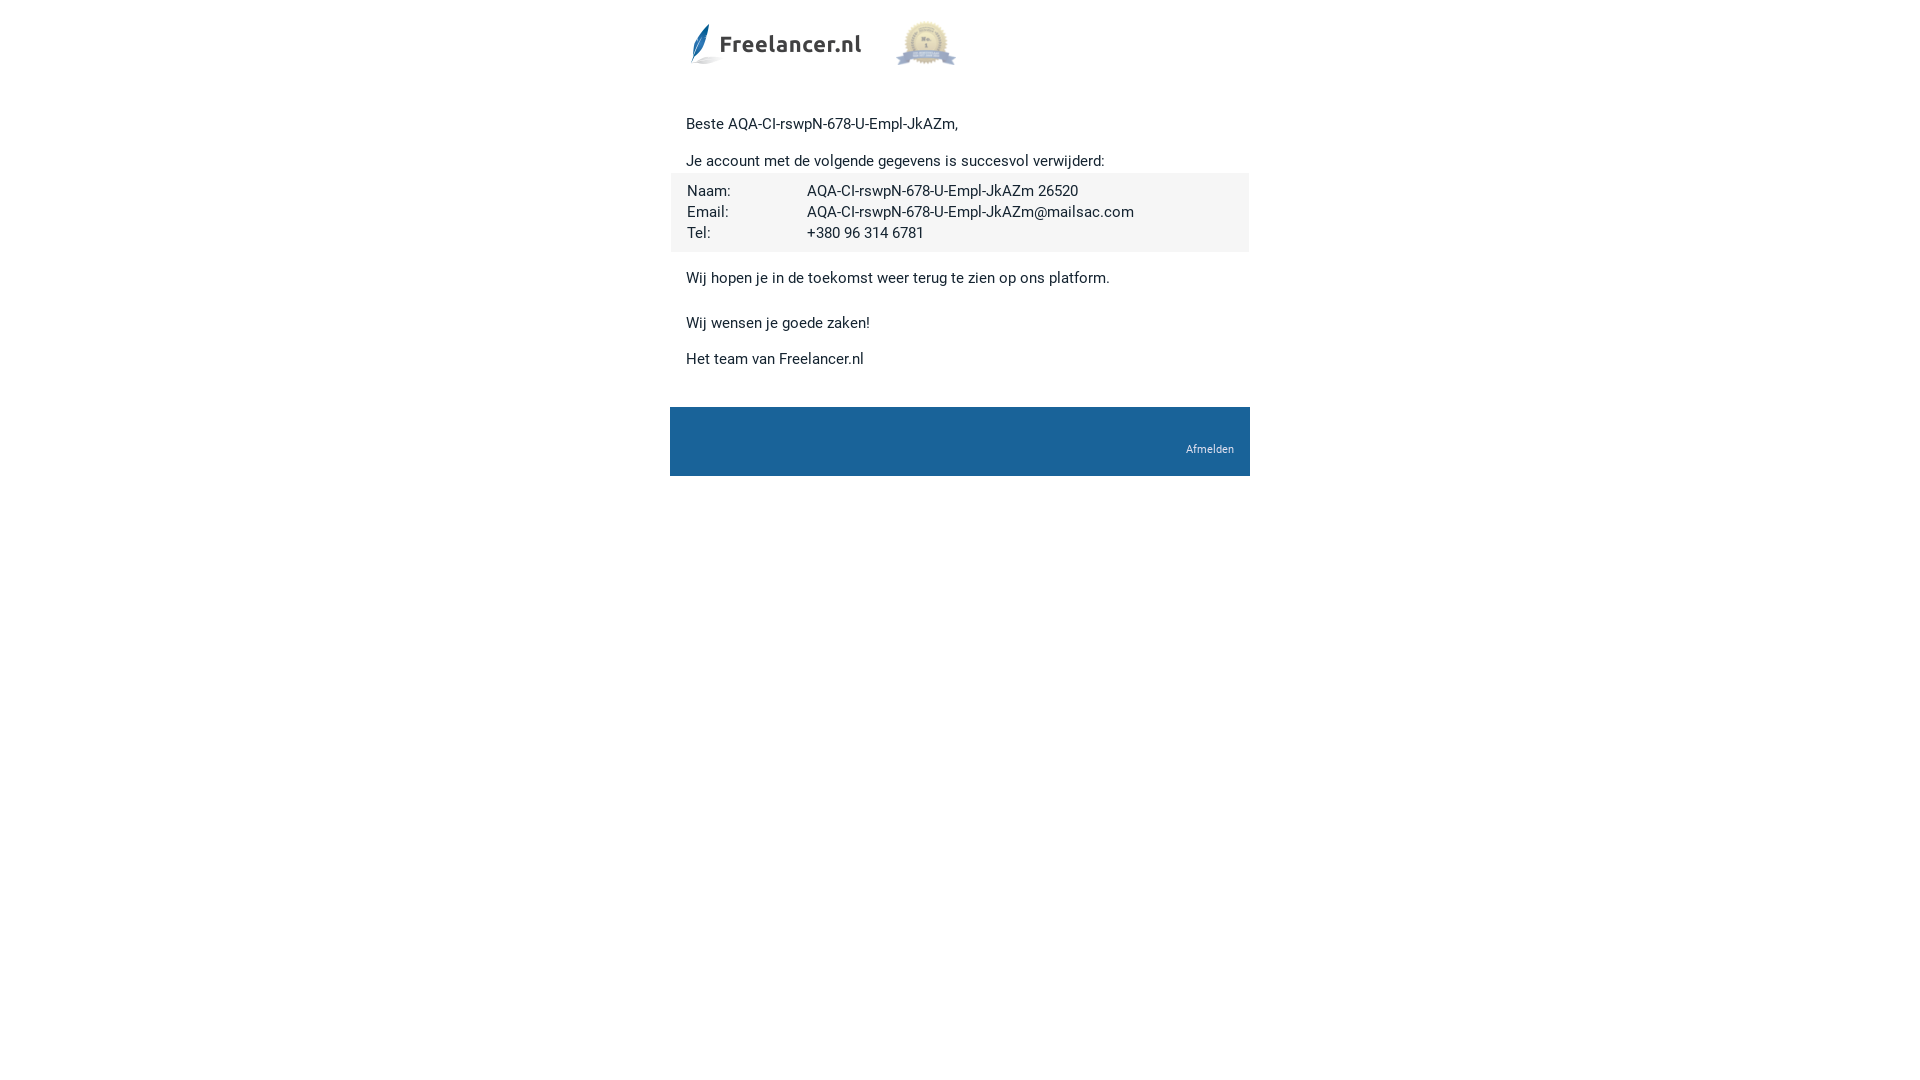 Freelancer.nl
Beste AQA-CI-rswpN-678-U-Empl-JkAZm,
Je account met de volgende gegevens is succesvol verwijderd:
Naam: AQA-CI-rswpN-678-U-Empl-JkAZm 26520
Email: AQA-CI-rswpN-678-U-Empl-JkAZm@mailsac.com
Tel: +380 96 314 6781
Wij hopen je in de toekomst weer terug te zien op ons platform.
Wij wensen je goede zaken!
Het team van Freelancer.nl
Afmelden